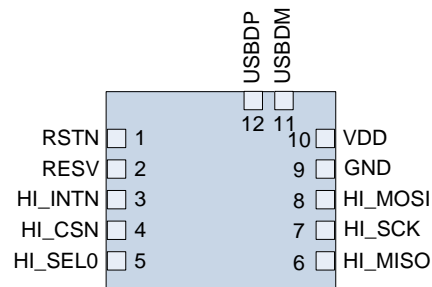 USBDP
USBDM
12 11
RSTN 1 10 VDD
RESV 2 9 GND
HI_INTN 3 8 HI_MOSI
HI_CSN 4 7 HI_SCK
HI_SEL0 5 6 HI_MISO